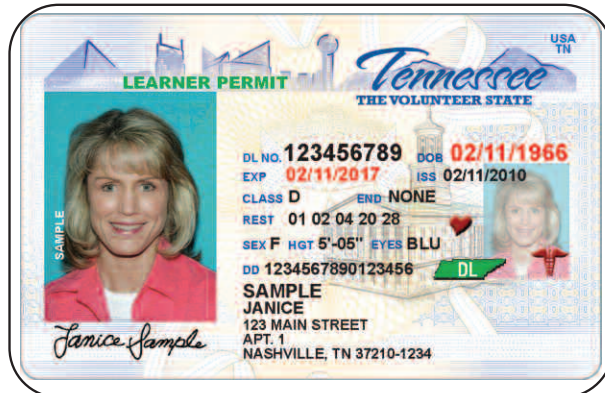 USA
TN
LEARNER PERMIT
Tennessee
THE VOLUNTEER STATE
DL NO. 123456789 DOB 02/11/1966
EXP 02/11/2017 ISS 02/11/2010
CLASS D END NONE
REST 01 02 04 20 28
SEX F HGT 5'-05" EYES BLU
DD 1234567890123456 DL
SAMPLE
JANICE
123 MAIN STREET
APT. 1
NASHVILLE, TN 37210-1234
SAMPLE
Janice Sample